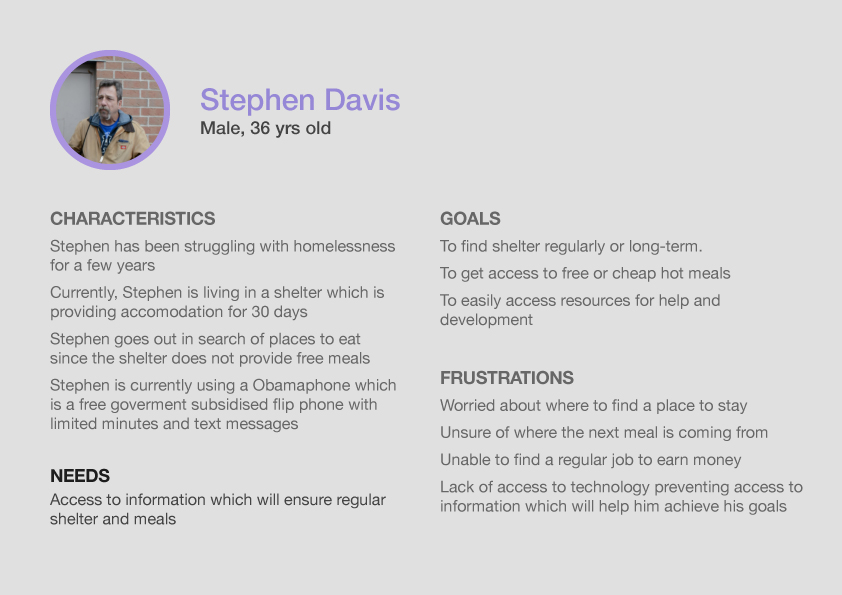 Stephen Davis
Male, 36 yrs old
CHARACTERISTICS
Stephen has been struggling with homelessness
for a few years
Currently, Stephen is living in a shelter which is
providing accomodation for 30 days
Stephen goes out in search of places to eat
since the shelter does not provide free meals
Stephen is currently using a Obamaphone which
is a free goverment subsidised flip phone with
limited minutes and text messages
NEEDS
Access to information which will ensure regular
shelter and meals
GOALS
To find shelter regularly or long-term.
To get access to free or cheap hot meals
To easily access resources for help and
development
FRUSTRATIONS
Worried about where to find a place to stay
Unsure of where the next meal is coming from
Unable to find a regular job to earn money
Lack of access to technology preventing access to
information which will help him achieve his goals